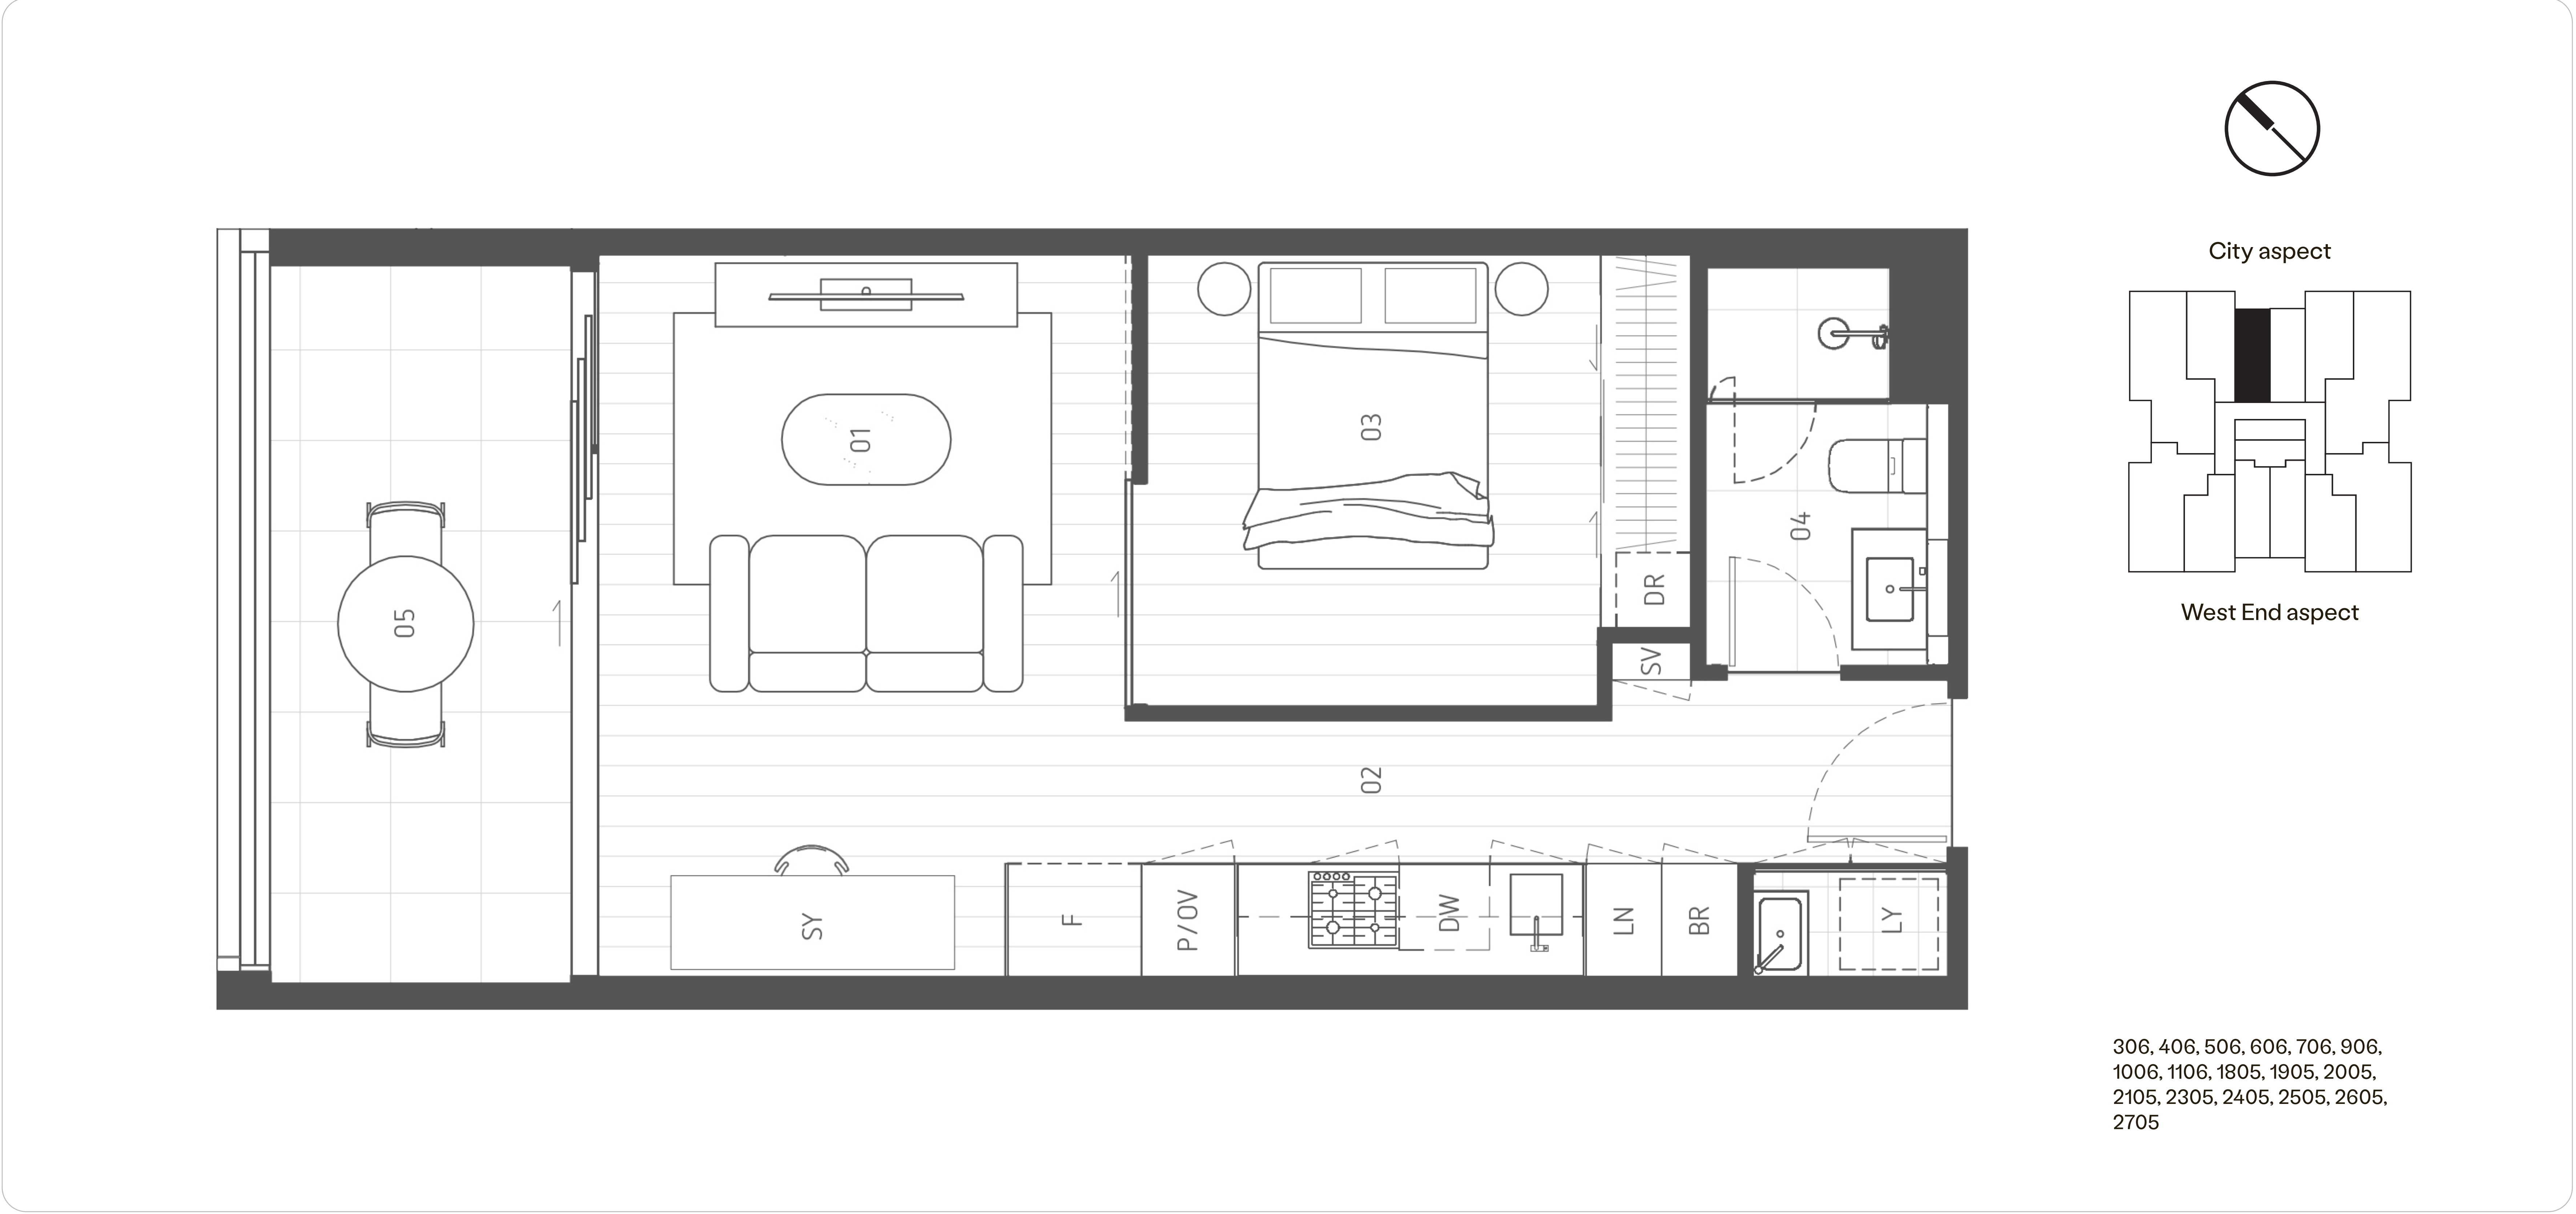 City aspect
01
03
04
05
DR
SV
West End aspect
02
SY
F
P/OV
DW
LN
BR
LY
306, 406, 506, 606, 706, 906,
1006, 1106, 1805, 1905, 2005,
2105, 2305, 2405, 2505, 2605,
2705